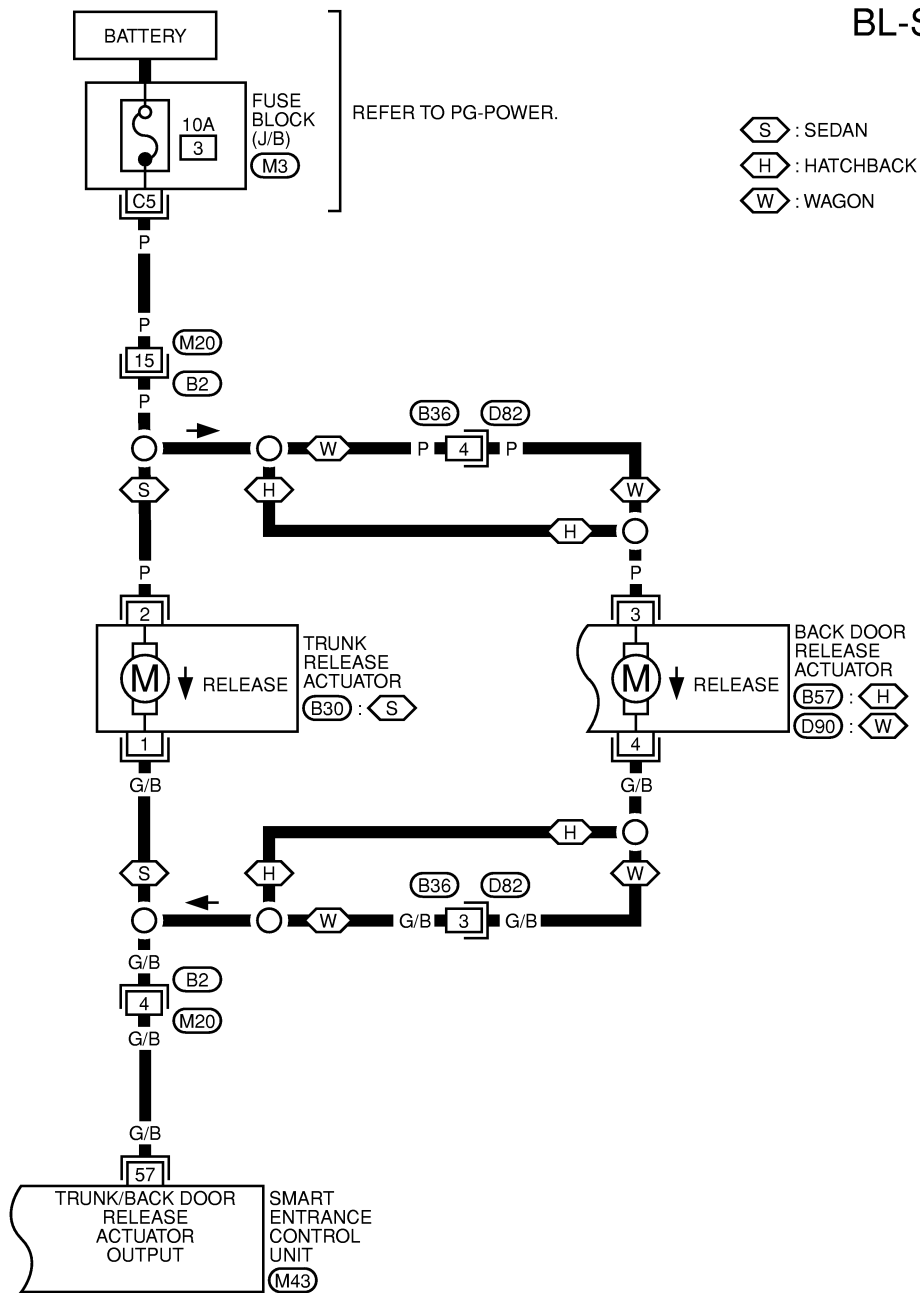 BL-S
BATTERY
FUSE
BLOCK
(J/B)
M3
10A
3
REFER TO PG-POWER.
S : SEDAN
H : HATCHBACK
W : WAGON
C5
P
P
M20
15
B2
P
B36 D82
W P 4 P
S H W
H
P P
2 3
TRUNK
RELEASE
ACTUATOR
B30 : S
M RELEASE
BACK DOOR
RELEASE
ACTUATOR
B57 : H
D90 : W
M RELEASE
1 4
G/B G/B
H
S H W
B36 D82
W G/B 3 G/B
G/B
B2
4
M20
G/B
G/B
57
TRUNK/BACK DOOR
RELEASE
ACTUATOR
OUTPUT
SMART
ENTRANCE
CONTROL
UNIT
M43